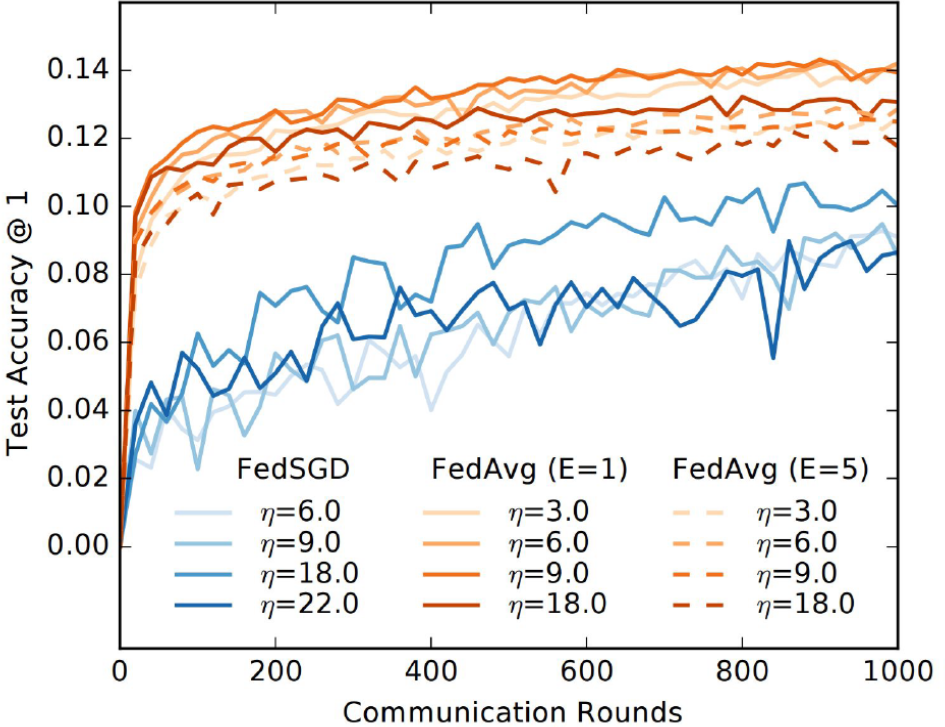 0.14
0.12
0.10
0.08
0.06
0.04
0.02
0.00
Test Accuracy @ 1
FedSGD FedAvg (E=1) FedAvg (E=5)
η=6.0 η=3.0 η=3.0
η=9.0 η=6.0 η=6.0
η=18.0 η=9.0 η=9.0
η=22.0 η=18.0 η=18.0
0 200 400 600 800 1000
Communication Rounds